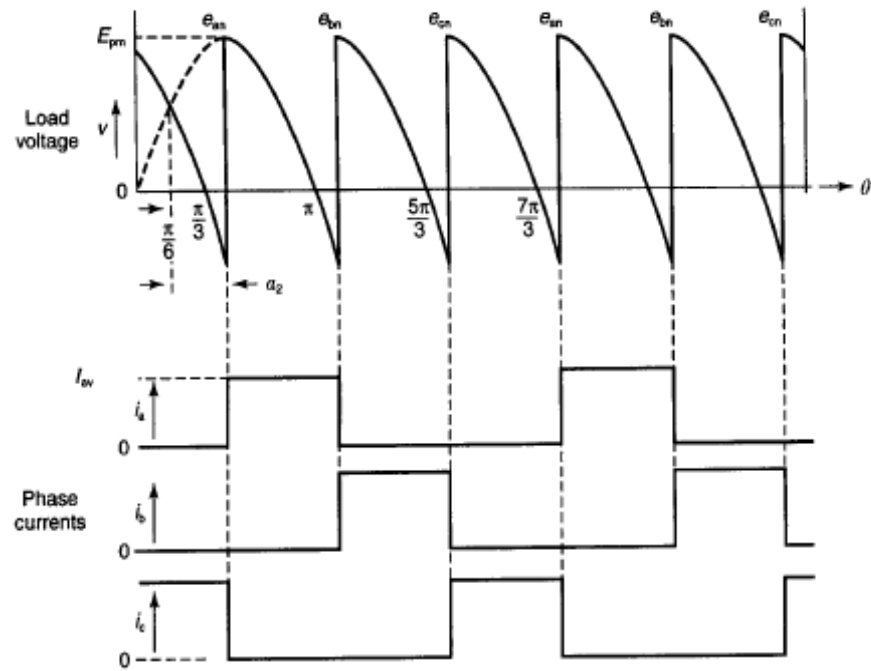 e_an e_bn e_cn e_an e_bn e_cn
E_pm
Load voltage
v
0
π/6 π/3 π 5π/3 7π/3
θ
a_2
I_av
i_a
0
Phase currents
i_b
0
i_c
0